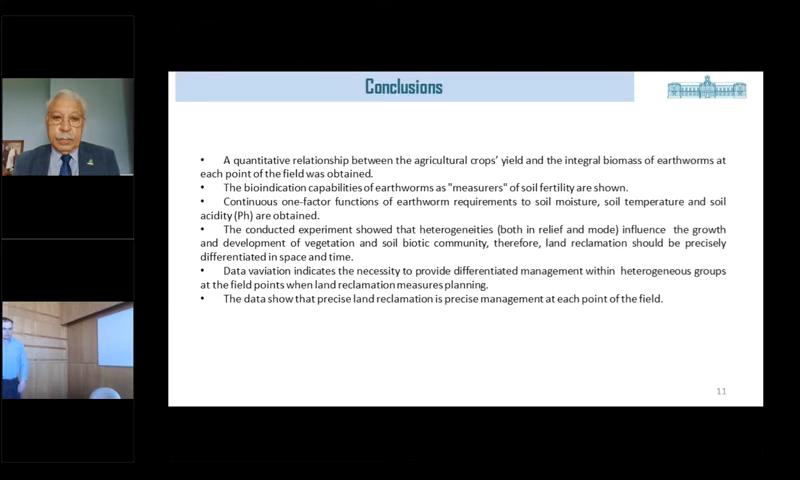 Conclusions
• A quantitative relationship between the agricultural crops' yield and the integral biomass of earthworms at
each point of the field was obtained.
• The bioindication capabilities of earthworms as "measurers" of soil fertility are shown.
• Continuous one-factor functions of earthworm requirements to soil moisture, soil temperature and soil
acidity (Ph) are obtained.
• The conducted experiment showed that heterogeneities (both in relief and mode) influence the growth
and development of vegetation and soil biotic community, therefore, land reclamation should be precisely
differentiated in space and time.
• Data vaviation indicates the necessity to provide differentiated management within heterogeneous groups
at the field points when land reclamation measures planning.
• The data show that precise land reclamation is precise management at each point of the field.
11